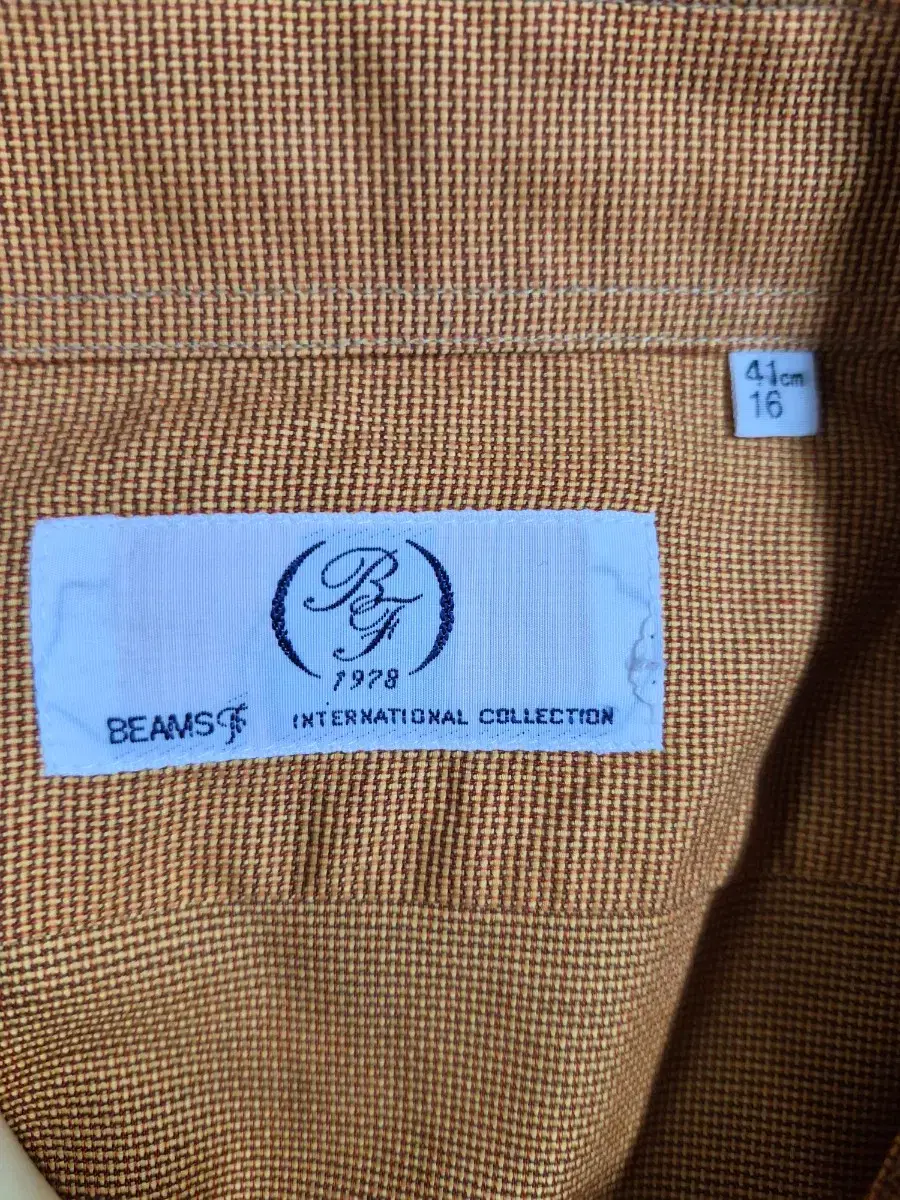 41cm
16
BF
1978
BEAMS F INTERNATIONAL COLLECTION